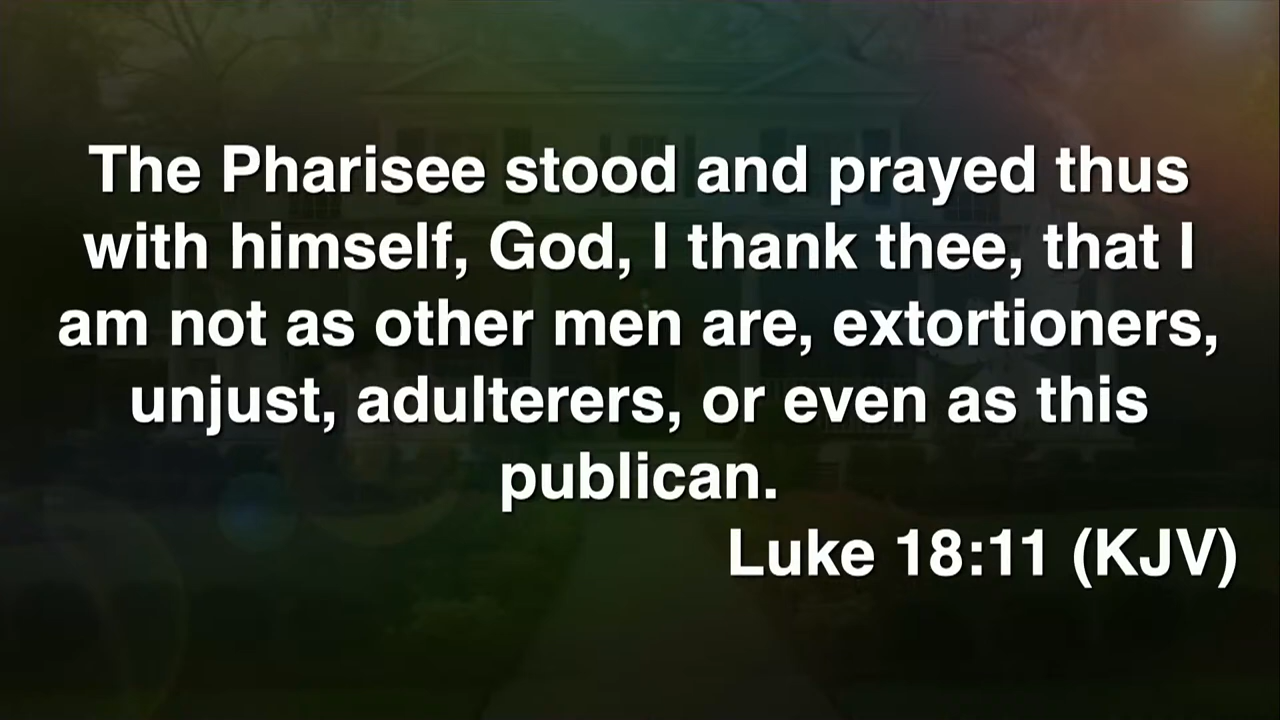 The Pharisee stood and prayed thus
with himself, God, I thank thee, that I
am not as other men are, extortioners,
unjust, adulterers, or even as this
publican.
Luke 18:11 (KJV)